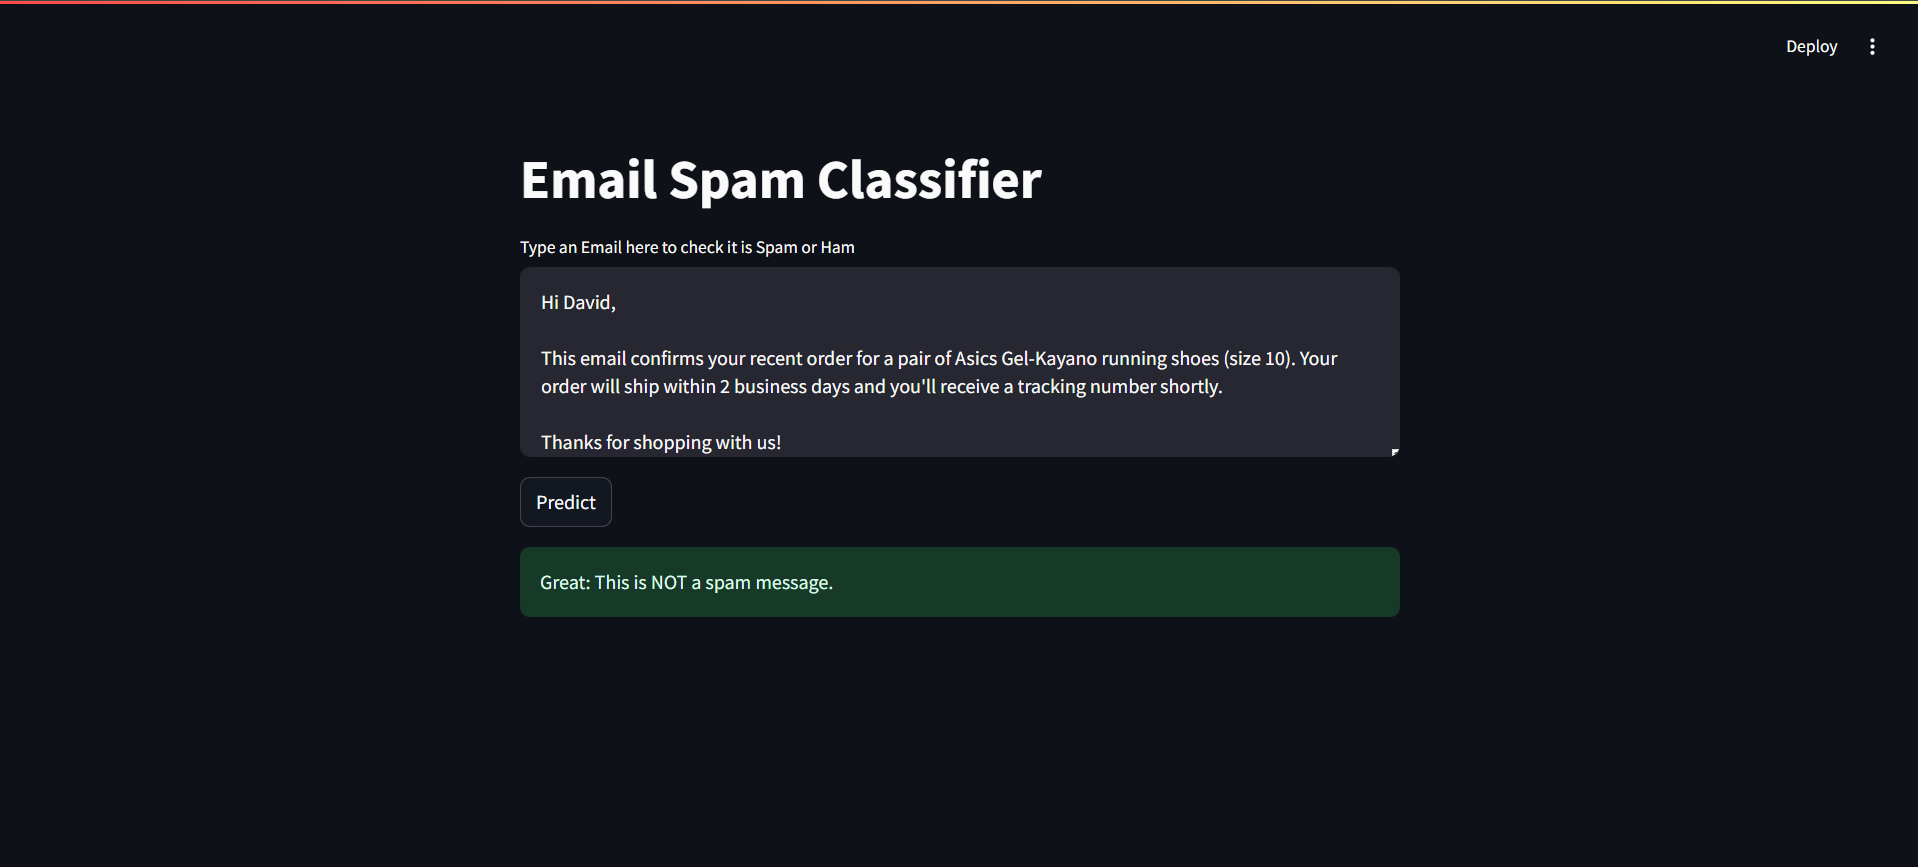 Deploy
Email Spam Classifier
Type an Email here to check it is Spam or Ham
Hi David,
This email confirms your recent order for a pair of Asics Gel-Kayano running shoes (size 10). Your
order will ship within 2 business days and you'll receive a tracking number shortly.
Thanks for shopping with us!
Predict
Great: This is NOT a spam message.